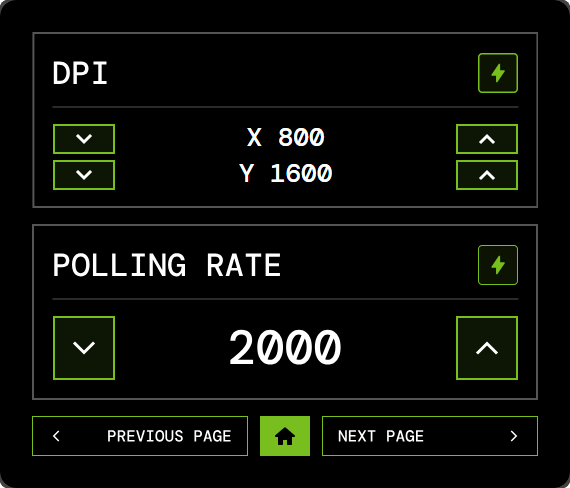 DPI
X 800
Y 1600
POLLING RATE
2000
PREVIOUS PAGE
NEXT PAGE